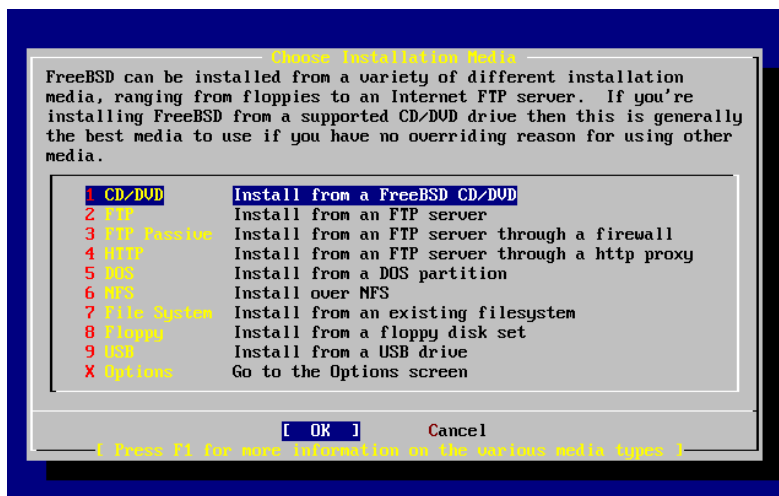 Choose Installation Media
FreeBSD can be installed from a variety of different installation
media, ranging from floppies to an Internet FTP server.  If you're
installing FreeBSD from a supported CD/DVD drive then this is generally
the best media to use if you have no overriding reason for using other
media.
1 CD/DVD Install from a FreeBSD CD/DVD
2 FTP Install from an FTP server
3 FTP Passive Install from an FTP server through a firewall
4 HTTP Install from an FTP server through a http proxy
5 DOS Install from a DOS partition
6 NFS Install over NFS
7 File System Install from an existing filesystem
8 Floppy Install from a floppy disk set
9 USB Install from a USB drive
X Options Go to the Options screen
[ OK ] Cancel
[ Press F1 for more information on the various media types ]